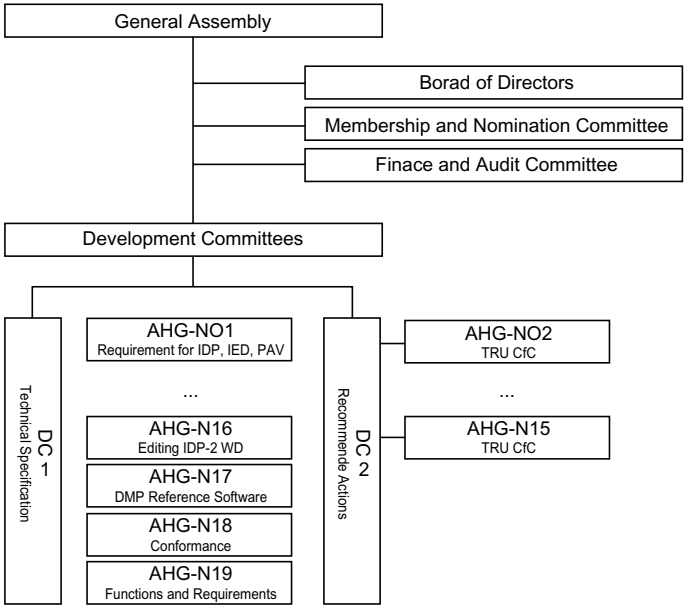 General Assembly
Borad of Directors
Membership and Nomination Committee
Finace and Audit Committee
Development Committees
DC 1
Technical Specification
AHG-NO1
Requirement for IDP, IED, PAV
...
AHG-N16
Editing IDP-2 WD
AHG-N17
DMP Reference Software
AHG-N18
Conformance
AHG-N19
Functions and Requirements
DC 2
Recommende Actions
AHG-NO2
TRU CfC
...
AHG-N15
TRU CfC